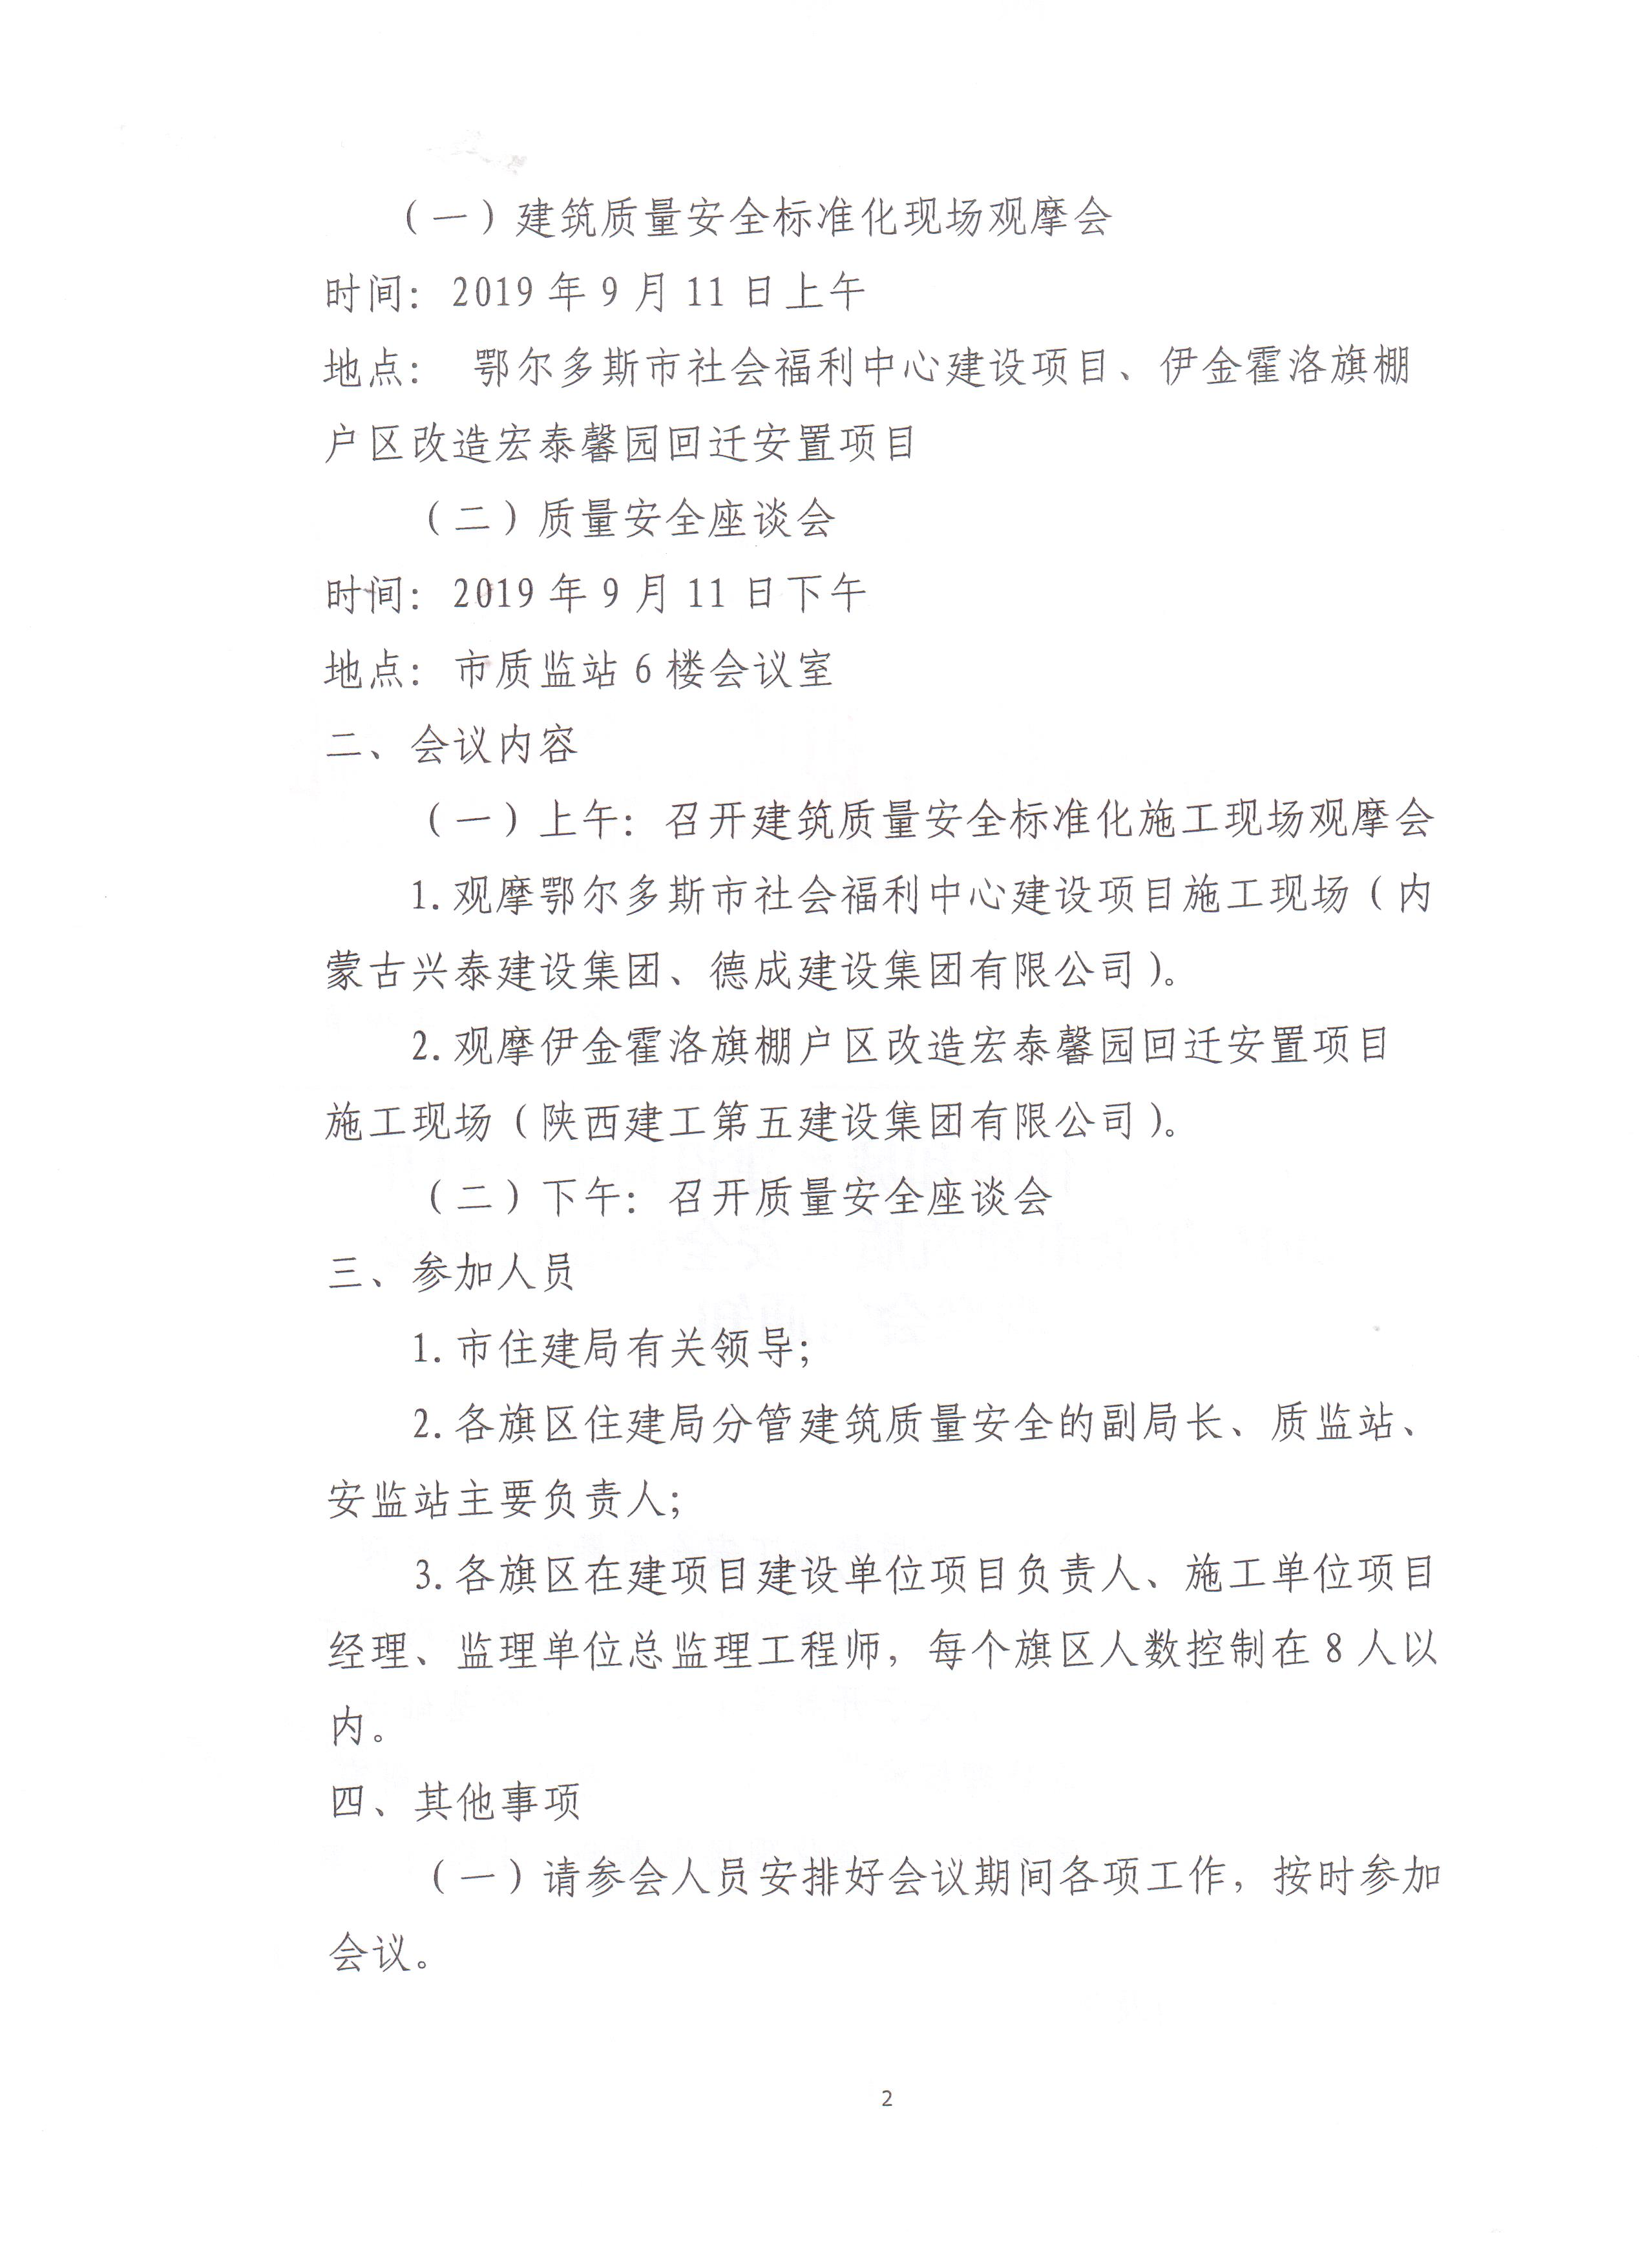 （一）建筑质量安全标准化现场观摩会
时间：2019 年 9 月 11 日上午
地点： 鄂尔多斯市社会福利中心建设项目、伊金霍洛旗棚
户区改造宏泰馨园回迁安置项目
（二）质量安全座谈会
时间：2019 年 9 月 11 日下午
地点：市质监站 6 楼会议室
二、会议内容
（一）上午：召开建筑质量安全标准化施工现场观摩会
1.观摩鄂尔多斯市社会福利中心建设项目施工现场（内
蒙古兴泰建设集团、德成建设集团有限公司）。
2.观摩伊金霍洛旗棚户区改造宏泰馨园回迁安置项目
施工现场（陕西建工第五建设集团有限公司）。
（二）下午：召开质量安全座谈会
三、参加人员
1.市住建局有关领导；
2.各旗区住建局分管建筑质量安全的副局长、质监站、
安监站主要负责人；
3.各旗区在建项目建设单位项目负责人、施工单位项目
经理、监理单位总监理工程师，每个旗区人数控制在 8 人以
内。
四、其他事项
（一）请参会人员安排好会议期间各项工作，按时参加
会议。
2